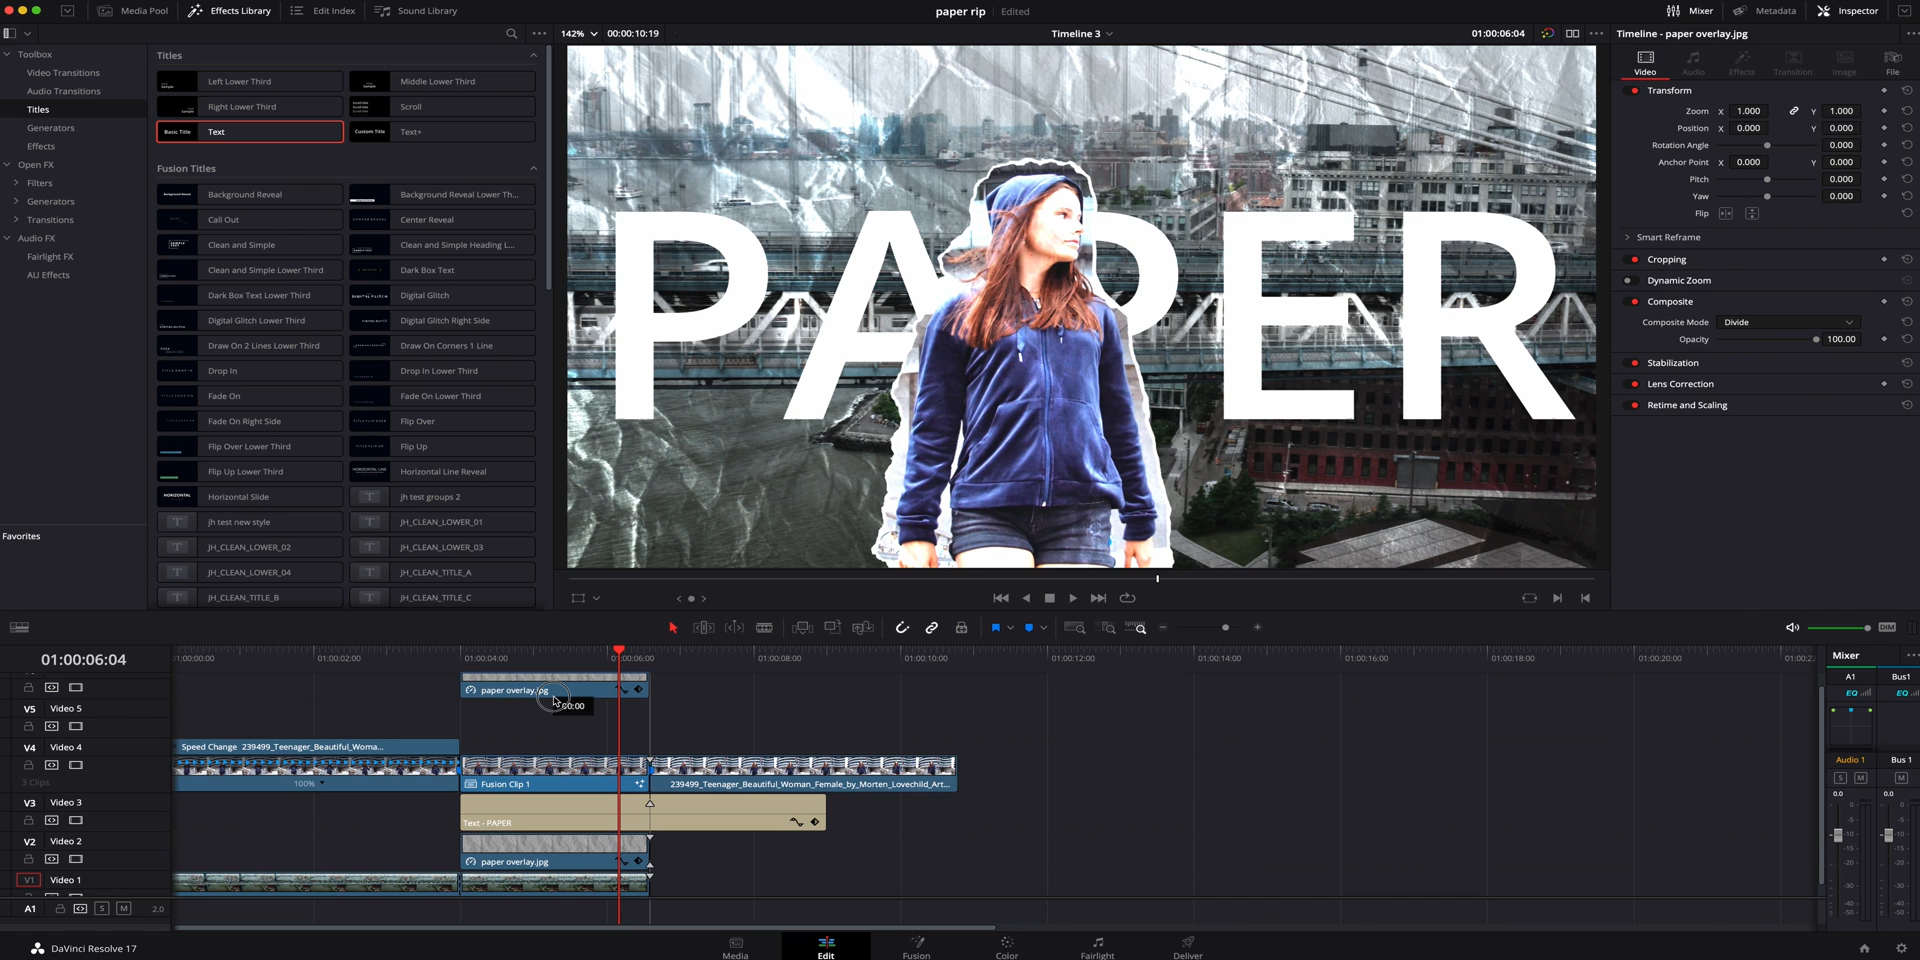 Media Pool
Effects Library
Edit Index
Sound Library
paper rip
Edited
Mixer
Metadata
Inspector
142%
00:00:10:19
Timeline 3
01:00:06:04
Timeline - paper overlay.jpg
Toolbox
Video Transitions
Audio Transitions
Titles
Generators
Effects
Open FX
Filters
Generators
Transitions
Audio FX
Fairlight FX
AU Effects
Favorites
Titles
Left Lower Third
Middle Lower Third
Right Lower Third
Scroll
Basic Title
Text
Custom Title
Text+
Fusion Titles
Background Reveal
Background Reveal Lower Th...
Call Out
Center Reveal
Clean and Simple
Clean and Simple Heading L...
Clean and Simple Lower Third
Dark Box Text
Dark Box Text Lower Third
Digital Glitch
Digital Glitch Lower Third
Digital Glitch Right Side
Draw On 2 Lines Lower Third
Draw On Corners 1 Line
Drop In
Drop In Lower Third
Fade On
Fade On Lower Third
Fade On Right Side
Flip Over
Flip Over Lower Third
Flip Up
Flip Up Lower Third
HORIZONTAL LINE
Horizontal Line Reveal
HORIZONTAL
Horizontal Slide
jh test groups 2
jh test new style
JH_CLEAN_LOWER_01
JH_CLEAN_LOWER_02
JH_CLEAN_LOWER_03
JH_CLEAN_LOWER_04
JH_CLEAN_TITLE_A
JH_CLEAN_TITLE_B
JH_CLEAN_TITLE_C
PAPER
Video
Audio
Effects
Transition
Image
File
Transform
Zoom X 1.000 Y 1.000
Position X 0.000 Y 0.000
Rotation Angle 0.000
Anchor Point X 0.000 Y 0.000
Pitch 0.000
Yaw 0.000
Flip
Smart Reframe
Cropping
Dynamic Zoom
Composite
Composite Mode Divide
Opacity 100.00
Stabilization
Lens Correction
Retime and Scaling
DIM
01:00:06:04
01:00:00:00
01:00:02:00
01:00:04:00
01:00:06:00
01:00:08:00
01:00:10:00
01:00:12:00
01:00:14:00
01:00:16:00
01:00:18:00
01:00:20:00
paper overlay.jpg
00:00
V5 Video 5
V4 Video 4
3 Clips
Speed Change 239499_Teenager_Beautiful_Woma...
100%
Fusion Clip 1
239499_Teenager_Beautiful_Woman_Female_by_Morten_Lovechild_Art...
V3 Video 3
Text - PAPER
V2 Video 2
paper overlay.jpg
V1 Video 1
A1 S M 2.0
Mixer
A1 Bus1
EQ EQ
Audio 1 Bus 1
S M M
0.0 0.0
0
-5
-10
-15
-20
-30
-40
-50
DaVinci Resolve 17
Media
Edit
Fusion
Color
Fairlight
Deliver